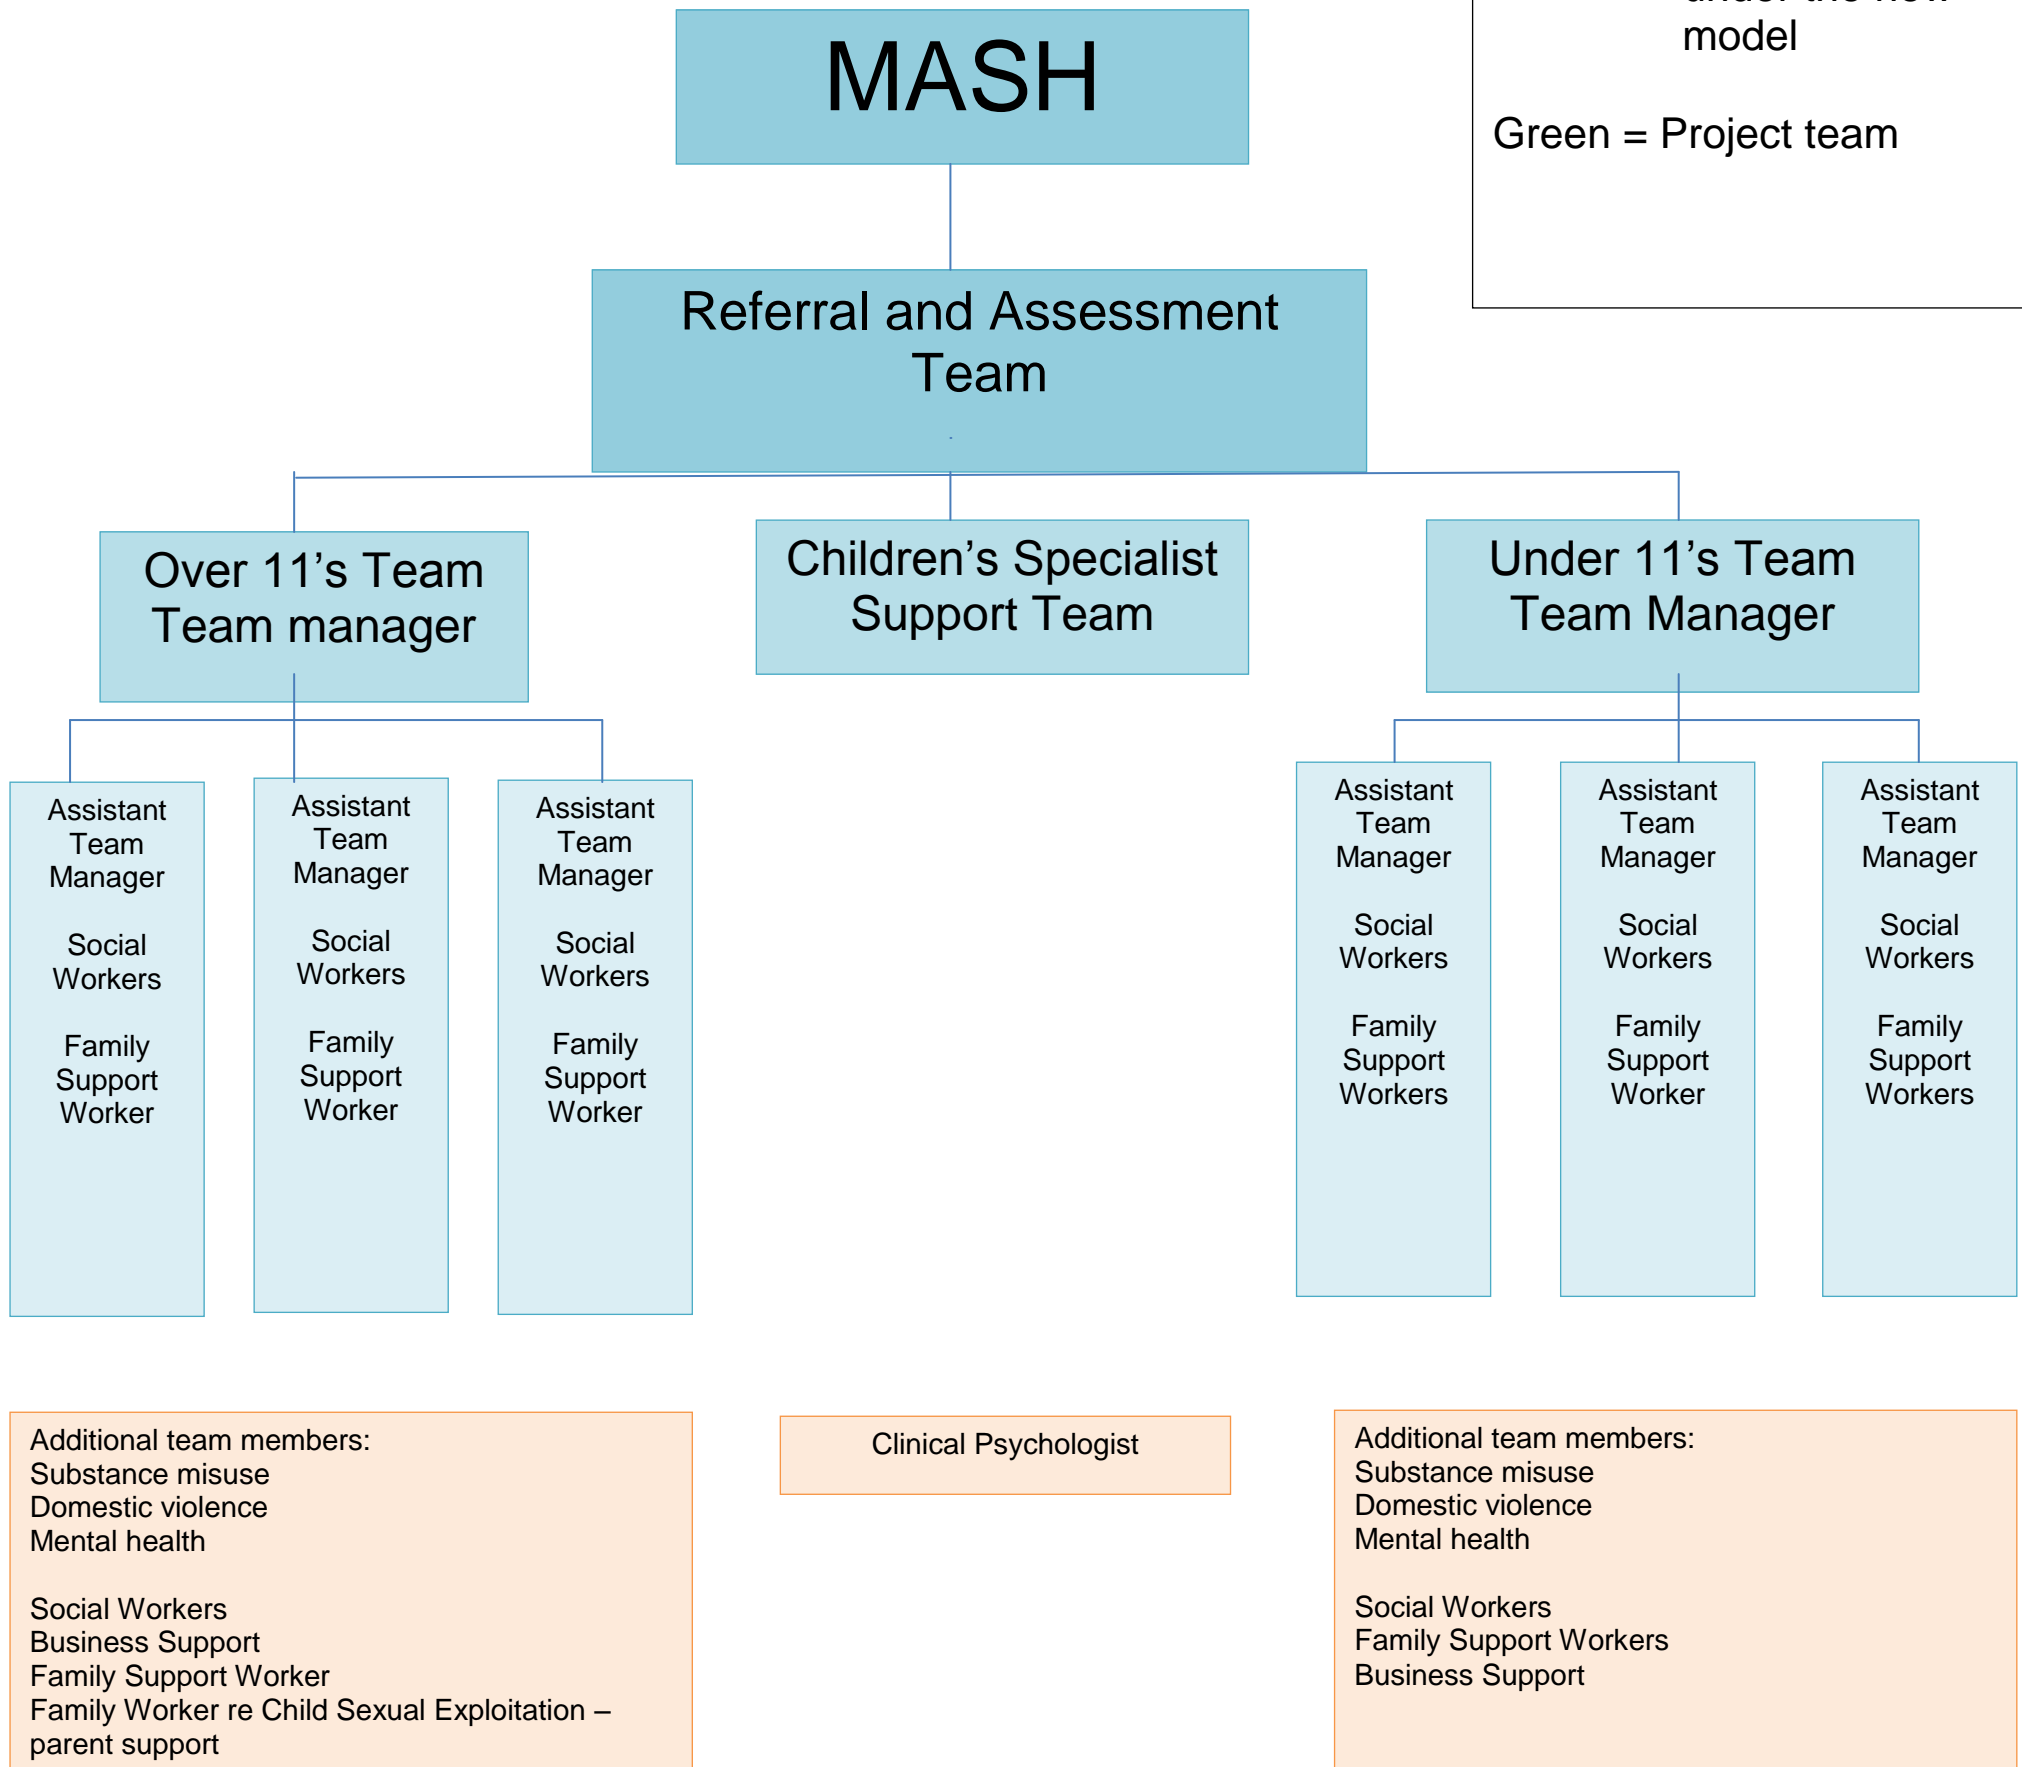 under the new
model
Green = Project team
MASH
Referral and Assessment
Team
Over 11’s Team
Team manager
Children’s Specialist
Support Team
Under 11’s Team
Team Manager
Assistant
Team
Manager
Social
Workers
Family
Support
Worker
Assistant
Team
Manager
Social
Workers
Family
Support
Worker
Assistant
Team
Manager
Social
Workers
Family
Support
Worker
Assistant
Team
Manager
Social
Workers
Family
Support
Workers
Assistant
Team
Manager
Social
Workers
Family
Support
Worker
Assistant
Team
Manager
Social
Workers
Family
Support
Workers
Additional team members:
Substance misuse
Domestic violence
Mental health
Social Workers
Business Support
Family Support Worker
Family Worker re Child Sexual Exploitation –
parent support
Clinical Psychologist
Additional team members:
Substance misuse
Domestic violence
Mental health
Social Workers
Family Support Workers
Business Support